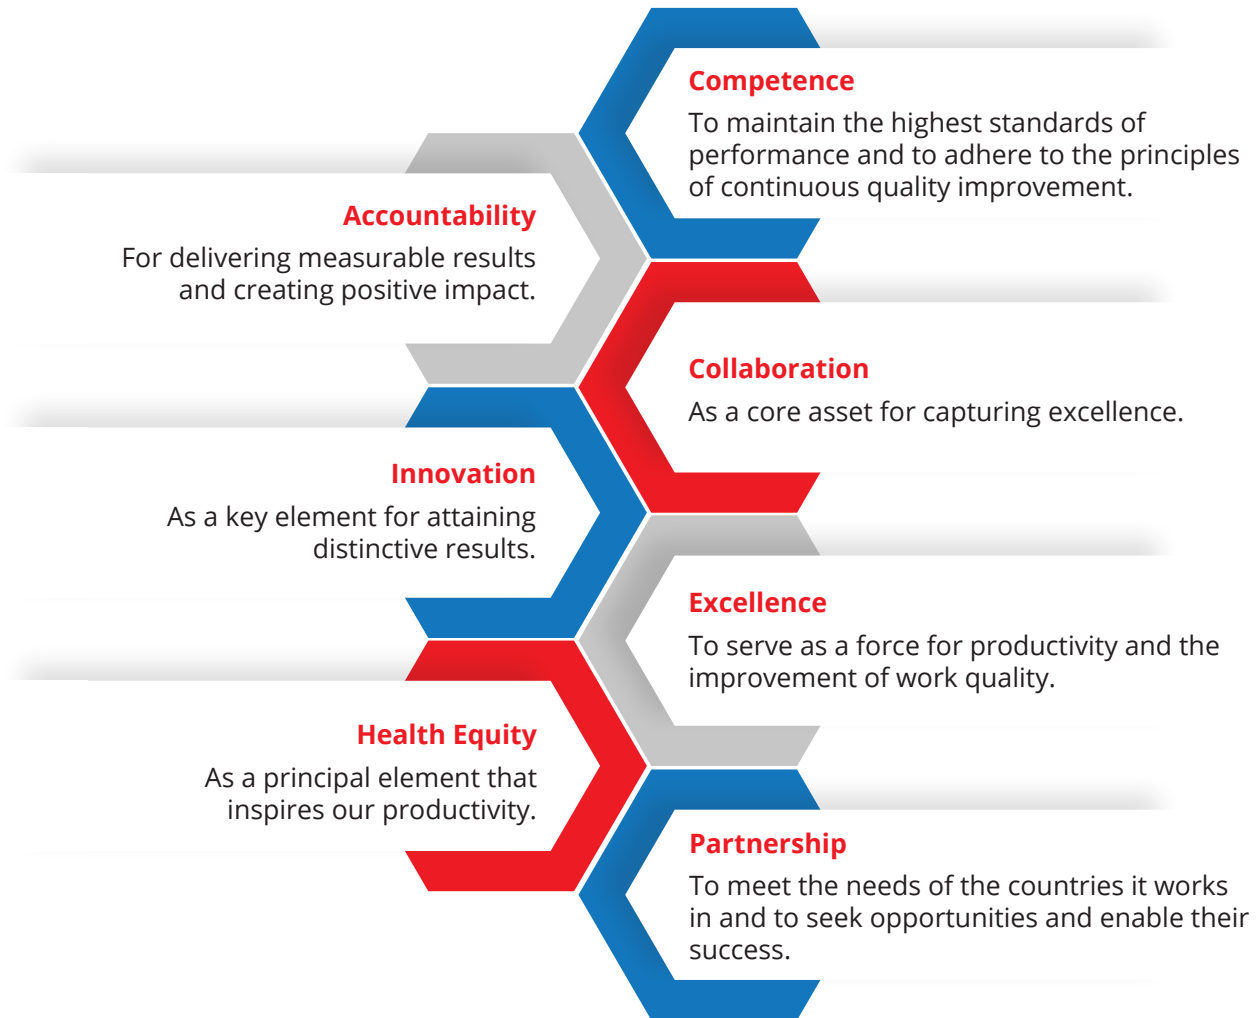 Competence
To maintain the highest standards of
performance and to adhere to the principles
of continuous quality improvement.
Accountability
For delivering measurable results
and creating positive impact.
Collaboration
As a core asset for capturing excellence.
Innovation
As a key element for attaining
distinctive results.
Excellence
To serve as a force for productivity and the
improvement of work quality.
Health Equity
As a principal element that
inspires our productivity.
Partnership
To meet the needs of the countries it works
in and to seek opportunities and enable their
success.